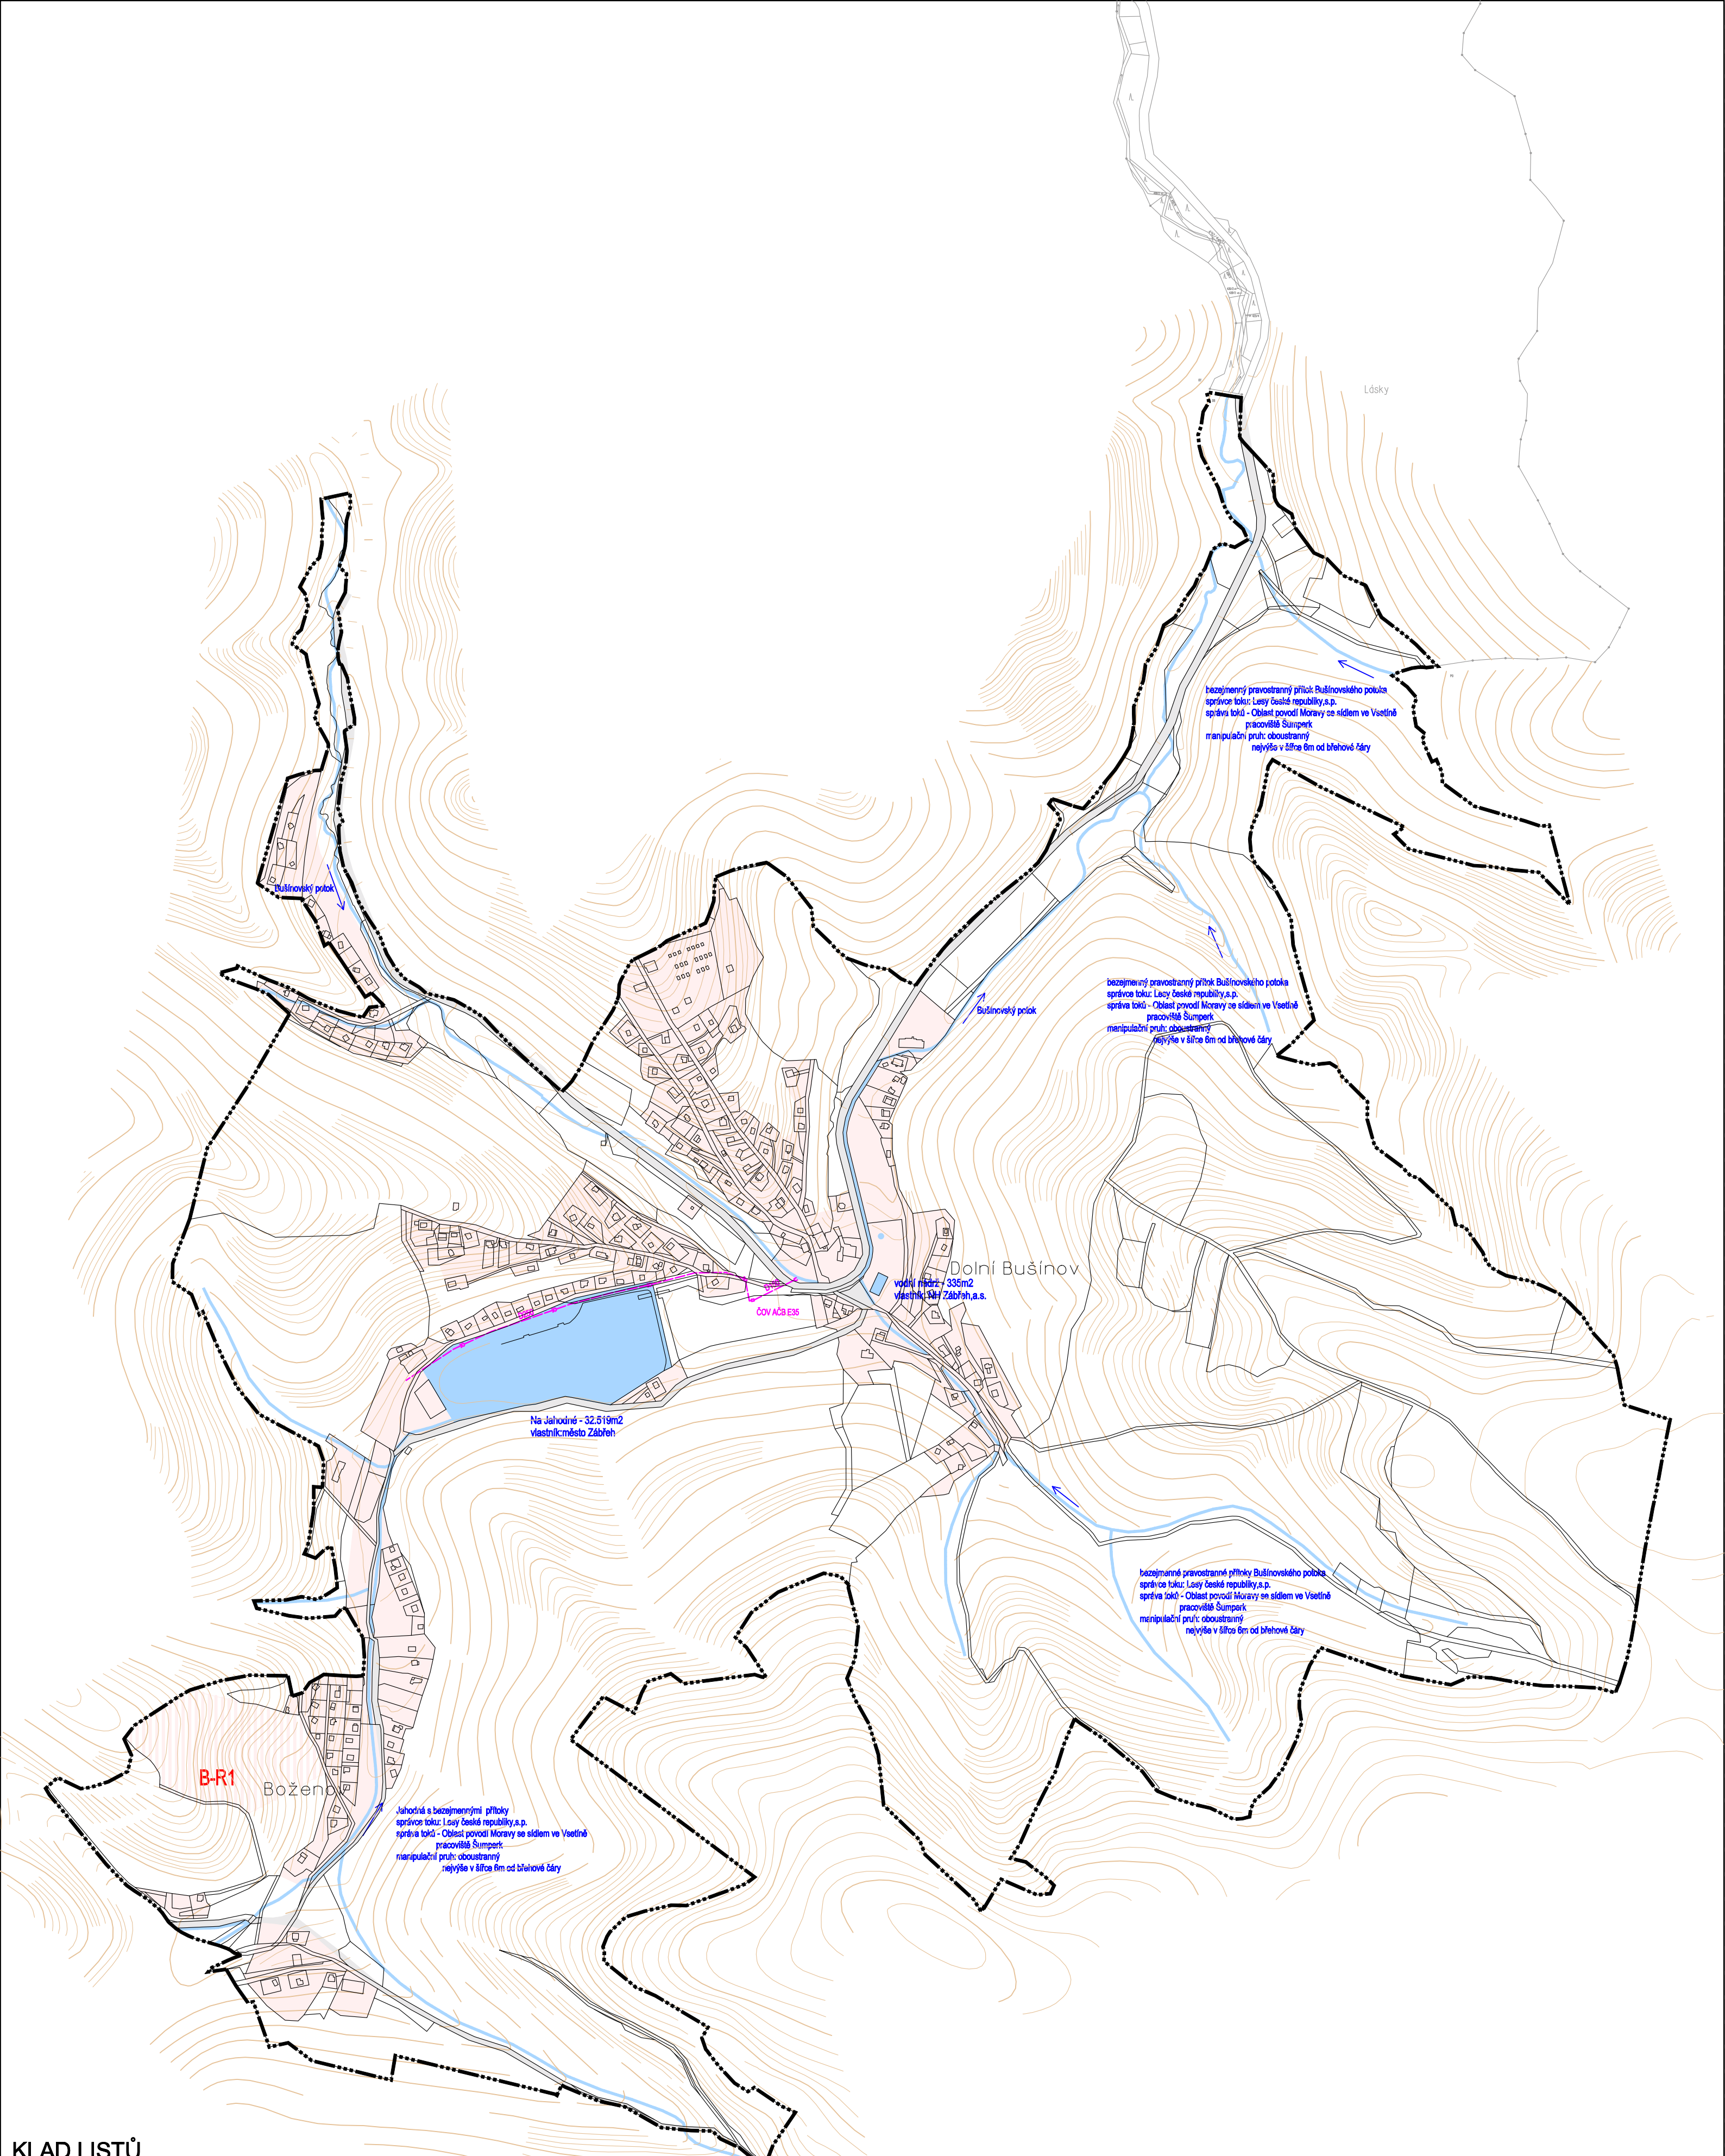 Lásky
bezejmenný pravostranný přítok Bušínovského potoka
správce toku: Lesy české republiky,s.p.
správa toků - Oblast povodí Moravy se sídlem ve Vsetíně
pracoviště Šumperk
manipulační pruh: oboustranný
nejvýše v šířce 6m od břehové čáry
Bušínovský potok
bezejmenný pravostranný přítok Bušínovského potoka
správce toku: Lesy české republiky,s.p.
správa toků - Oblast povodí Moravy se sídlem ve Vsetíně
pracoviště Šumperk
manipulační pruh: oboustranný
nejvýše v šířce 6m od břehové čáry
Bušínovský potok
Dolní Bušínov
vodní nádrž - 335m2
vlastník: NH Zábřeh,a.s.
ČOV AČB E35
Na Jahodné - 32.519m2
vlastník:město Zábřeh
bezejmenné pravostranné přítoky Bušínovského potoka
správce toku: Lesy české republiky,s.p.
správa toků - Oblast povodí Moravy se sídlem ve Vsetíně
pracoviště Šumperk
manipulační pruh: oboustranný
nejvýše v šířce 6m od břehové čáry
B-R1
Boženov
Jahodná s bezejmennými přítoky
správce toku: Lesy české republiky,s.p.
správa toků - Oblast povodí Moravy se sídlem ve Vsetíně
pracoviště Šumperk
manipulační pruh: oboustranný
nejvýše v šířce 6m od břehové čáry
KLAD LISTŮ